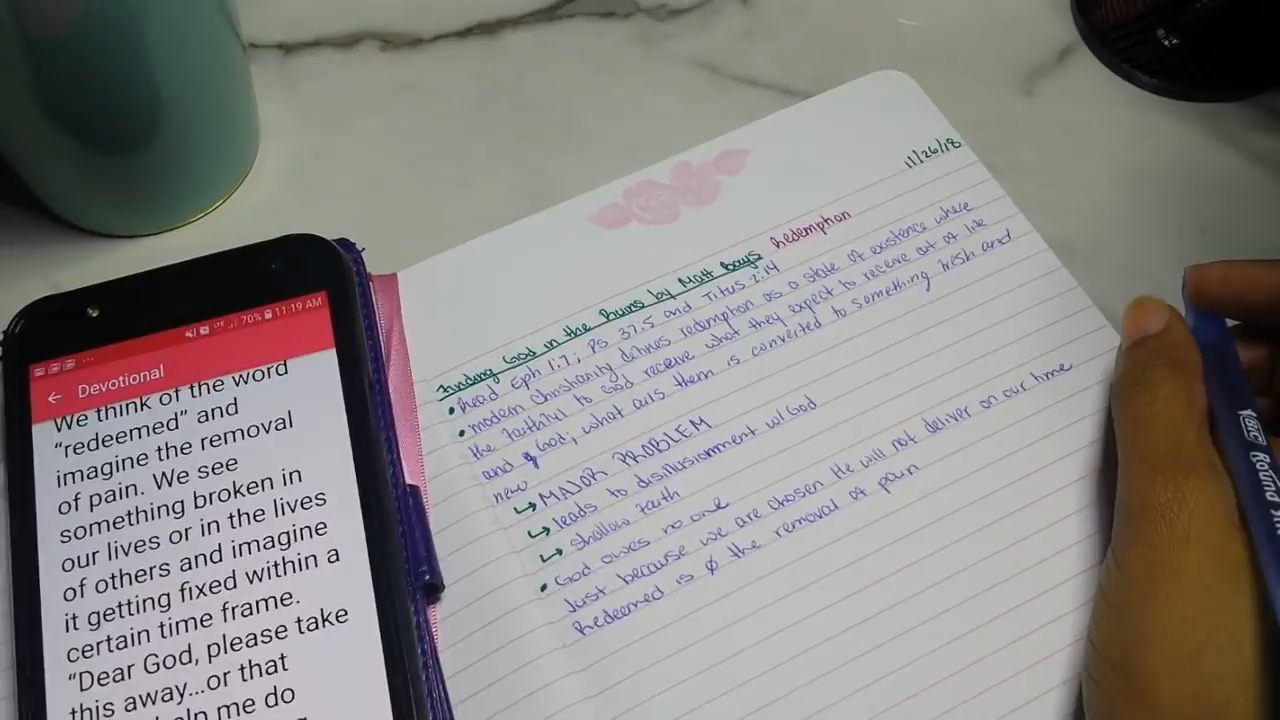 11:19 AM
70%
LTE
Devotional
We think of the word
"redeemed" and
imagine the removal
of pain. We see
something broken in
our lives or in the lives
of others and imagine
it getting fixed within a
certain time frame.
"Dear God, please take
this away...or that
help me do
11/26/18
Finding God in the Ruins by Matt Bays Redemption
• Read Eph 1:7; Ps 37:5 and Titus 2:14
• modern christianity defines redemption as a state of existence where
the faithful to God receive what they expect to receive out of life
and God; what ails them is converted to something fresh and
new
↳ MAJOR PROBLEM
↳ leads to disillusionment w/ God
↳ shallow faith
• God owes no one
Just because we are chosen He will not deliver on our time
Redeemed is ∅ the removal of pain
BIC Round